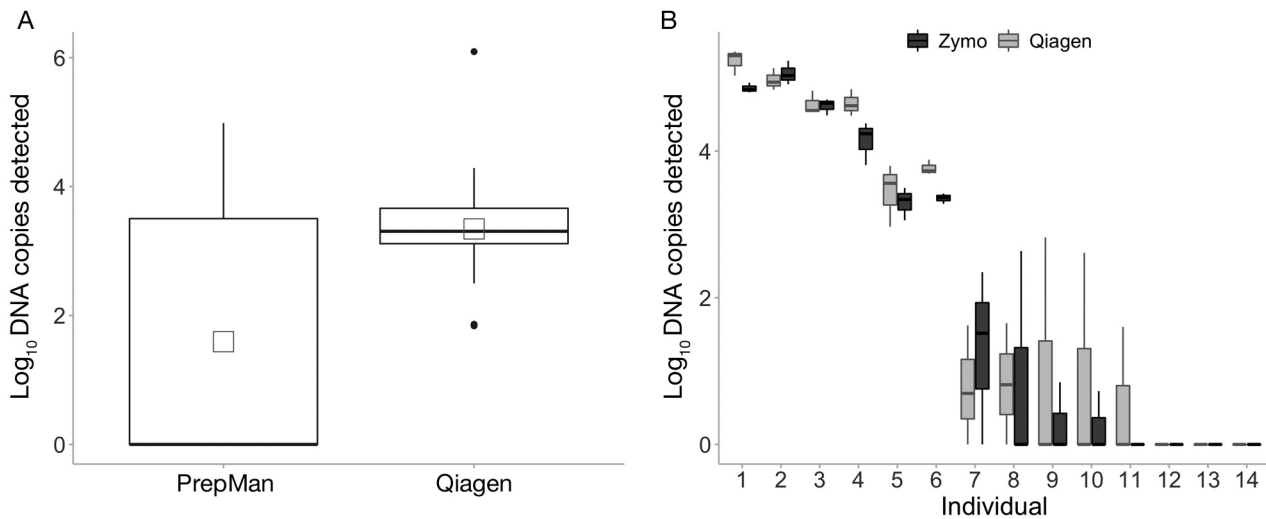 A
Log10 DNA copies detected
6
4
2
0
PrepMan Qiagen
B
Zymo Qiagen
Log10 DNA copies detected
4
2
0
1 2 3 4 5 6 7 8 9 10 11 12 13 14
Individual